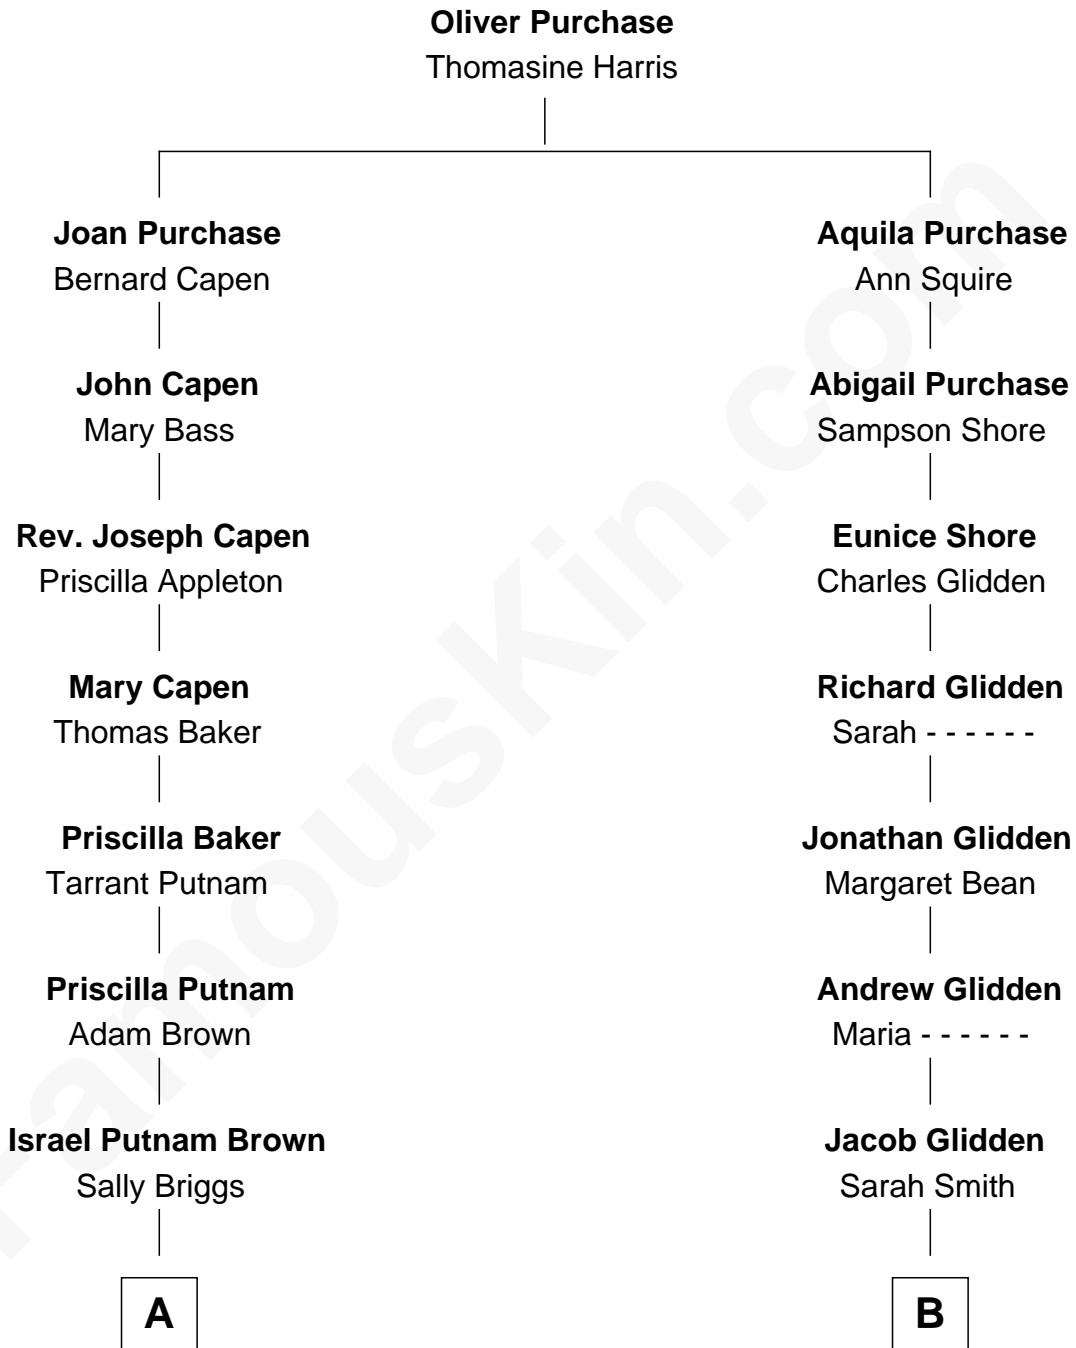 Oliver Purchase
Thomasine Harris
Joan Purchase
Bernard Capen
Aquila Purchase
Ann Squire
John Capen
Mary Bass
Abigail Purchase
Sampson Shore
Rev. Joseph Capen
Priscilla Appleton
Eunice Shore
Charles Glidden
Mary Capen
Thomas Baker
Richard Glidden
Sarah - - - - - -
Priscilla Baker
Tarrant Putnam
Jonathan Glidden
Margaret Bean
Priscilla Putnam
Adam Brown
Andrew Glidden
Maria - - - - - -
Israel Putnam Brown
Sally Briggs
Jacob Glidden
Sarah Smith
A
B
FamousKin.com